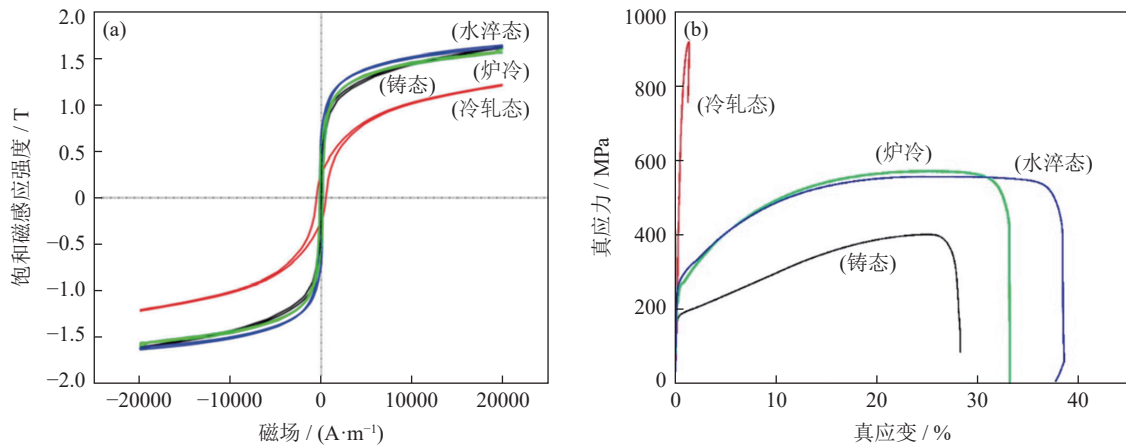 (a)
2.0
1.5
1.0
0.5
0
−0.5
−1.0
−1.5
−2.0
饱和磁感应强度 / T
(水淬态)
(炉冷)
(铸态)
(冷轧态)
−20000
−10000
0
10000
20000
磁场 / (A·m⁻¹)
(b)
1000
800
600
400
200
0
真应力 / MPa
(冷轧态)
(炉冷)
(水淬态)
(铸态)
0
10
20
30
40
真应变 / %